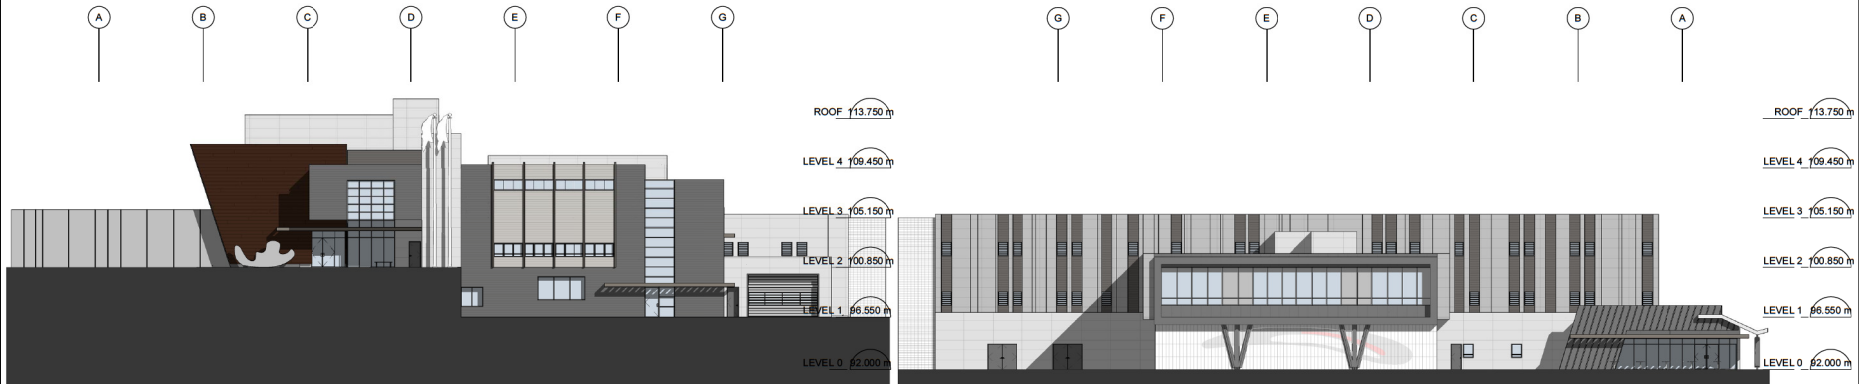 A B C D E F G
ROOF 113.750 m
LEVEL 4 109.450 m
LEVEL 3 105.150 m
LEVEL 2 100.850 m
LEVEL 1 96.550 m
LEVEL 0 92.000 m
G F E D C B A
ROOF 113.750 m
LEVEL 4 109.450 m
LEVEL 3 105.150 m
LEVEL 2 100.850 m
LEVEL 1 96.550 m
LEVEL 0 92.000 m